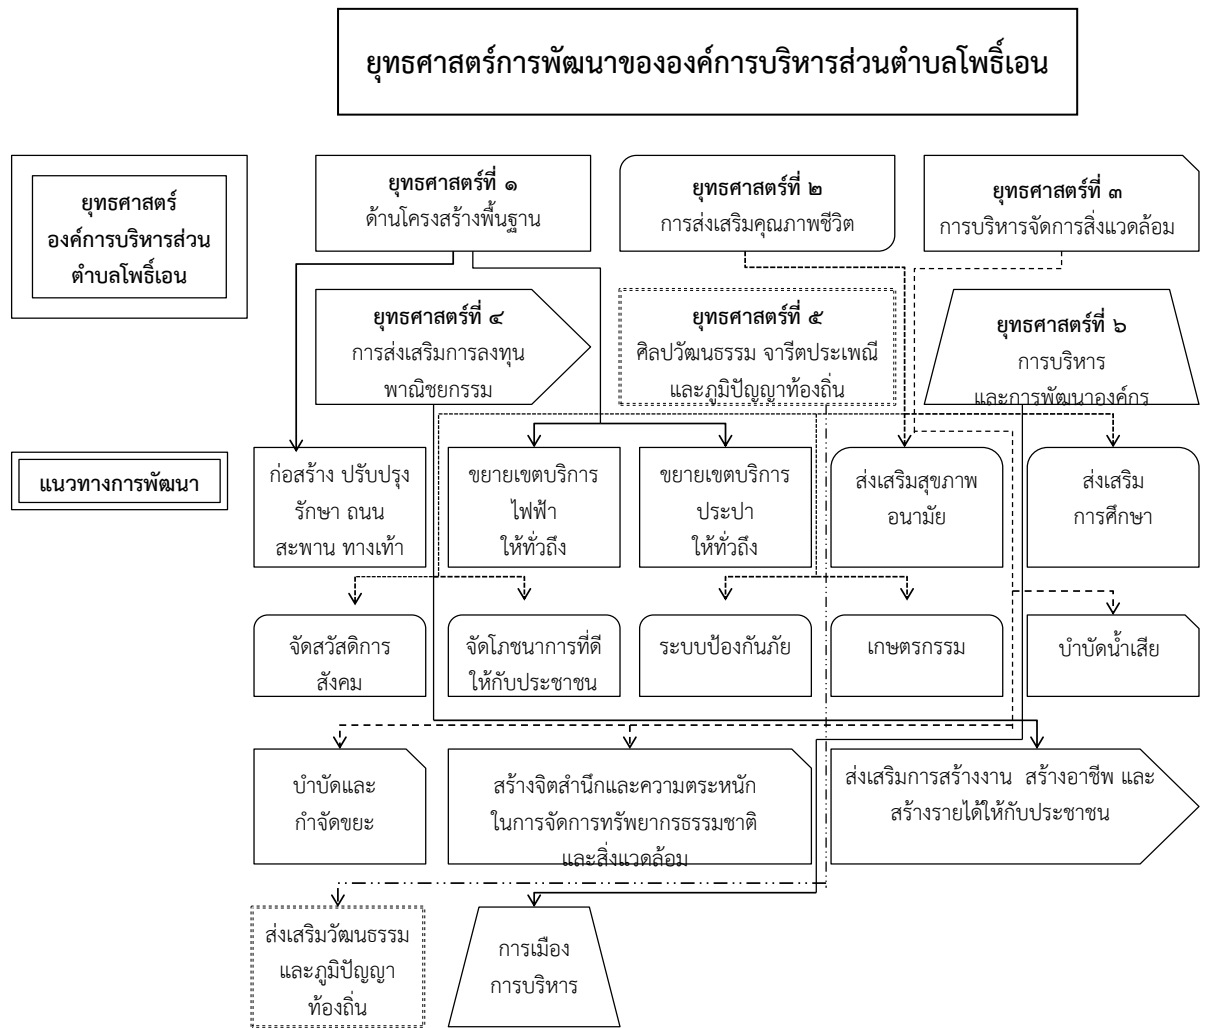 ยุทธศาสตร์การพัฒนาขององค์การบริหารส่วนตำบลโพธิ์เอน
ยุทธศาสตร์
องค์การบริหารส่วน
ตำบลโพธิ์เอน
ยุทธศาสตร์ที่ ๑
ด้านโครงสร้างพื้นฐาน
ยุทธศาสตร์ที่ ๒
การส่งเสริมคุณภาพชีวิต
ยุทธศาสตร์ที่ ๓
การบริหารจัดการสิ่งแวดล้อม
ยุทธศาสตร์ที่ ๔
การส่งเสริมการลงทุน
พาณิชยกรรม
ยุทธศาสตร์ที่ ๕
ศิลปวัฒนธรรม จารีตประเพณี
และภูมิปัญญาท้องถิ่น
ยุทธศาสตร์ที่ ๖
การบริหาร
และการพัฒนาองค์กร
แนวทางการพัฒนา
ก่อสร้าง ปรับปรุง
รักษา ถนน
สะพาน ทางเท้า
ขยายเขตบริการ
ไฟฟ้า
ให้ทั่วถึง
ขยายเขตบริการ
ประปา
ให้ทั่วถึง
ส่งเสริมสุขภาพ
อนามัย
ส่งเสริม
การศึกษา
จัดสวัสดิการ
สังคม
จัดโภชนาการที่ดี
ให้กับประชาชน
ระบบป้องกันภัย
เกษตรกรรม
บำบัดน้ำเสีย
บำบัดและ
กำจัดขยะ
สร้างจิตสำนึกและความตระหนัก
ในการจัดการทรัพยากรธรรมชาติ
และสิ่งแวดล้อม
ส่งเสริมการสร้างงาน สร้างอาชีพ และ
สร้างรายได้ให้กับประชาชน
ส่งเสริมวัฒนธรรม
และภูมิปัญญา
ท้องถิ่น
การเมือง
การบริหาร